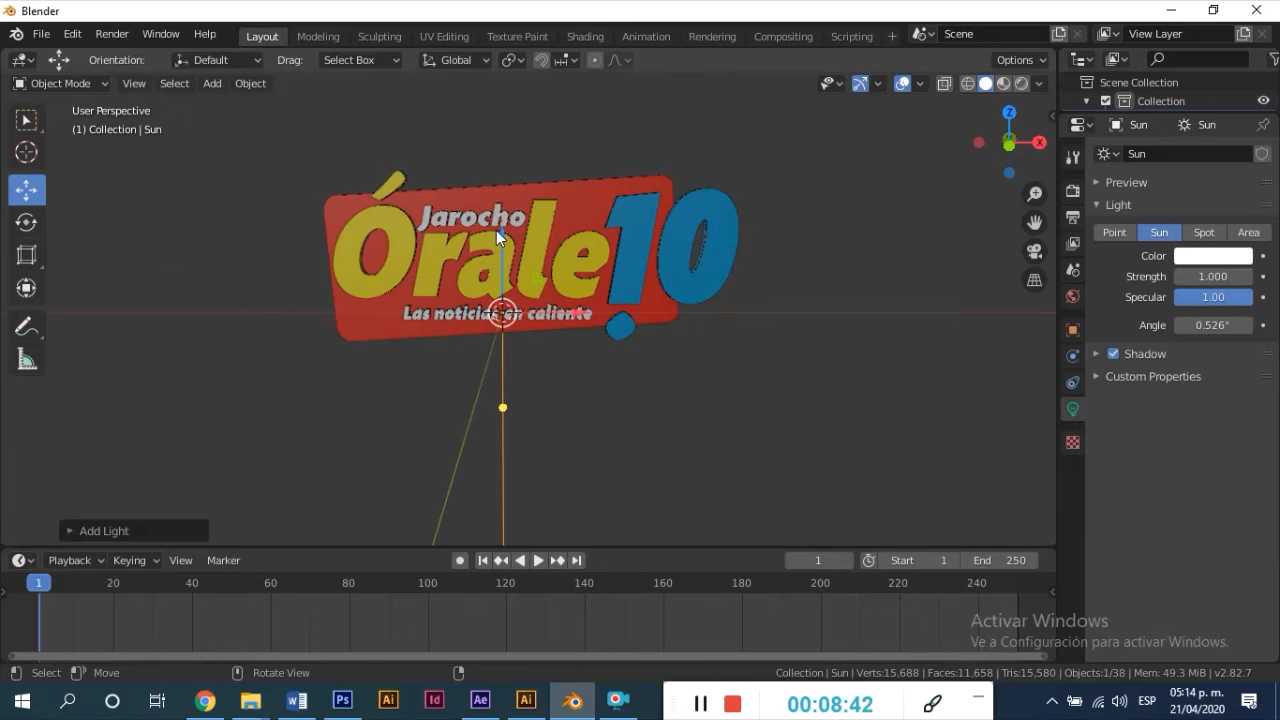 Blender
File Edit Render Window Help Layout Modeling Sculpting UV Editing Texture Paint Shading Animation Rendering Compositing Scripting + Scene View Layer
Orientation: Default Drag: Select Box Global Options
Object Mode View Select Add Object Scene Collection
Collection
User Perspective
(1) Collection | Sun
Z
X
Sun Sun
Sun
Preview
Light
Point Sun Spot Area
Color
Strength 1.000
Specular 1.00
Angle 0.526°
Shadow
Custom Properties
Jarocho
Órale 10
Las noticias en caliente
Add Light
Playback Keying View Marker 1 Start 1 End 250
1 20 40 60 80 100 120 140 160 180 200 220 240
Activar Windows
Ve a Configuración para activar Windows.
Select Move Rotate View Collection | Sun | Verts:15,688 | Faces:11,658 | Tris:15,580 | Objects:1/38 | Mem: 49.3 MiB | v2.82.7
W Ps Ai Id Ae Ai 00:08:42 ESP 05:14 p. m.
21/04/2020